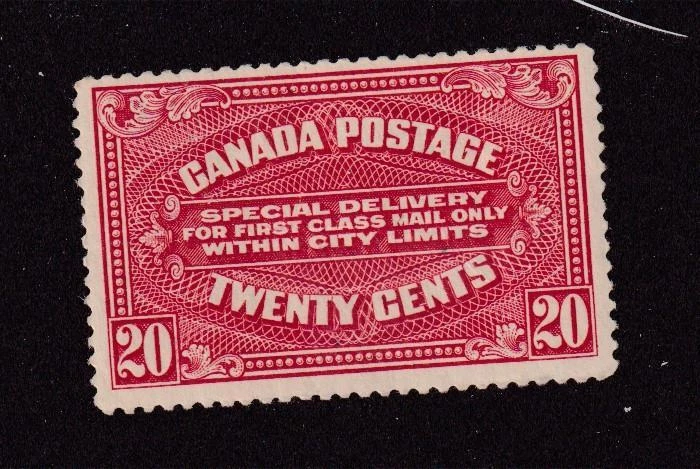 CANADA POSTAGE
SPECIAL DELIVERY
FOR FIRST CLASS MAIL ONLY
WITHIN CITY LIMITS
TWENTY CENTS
20 20